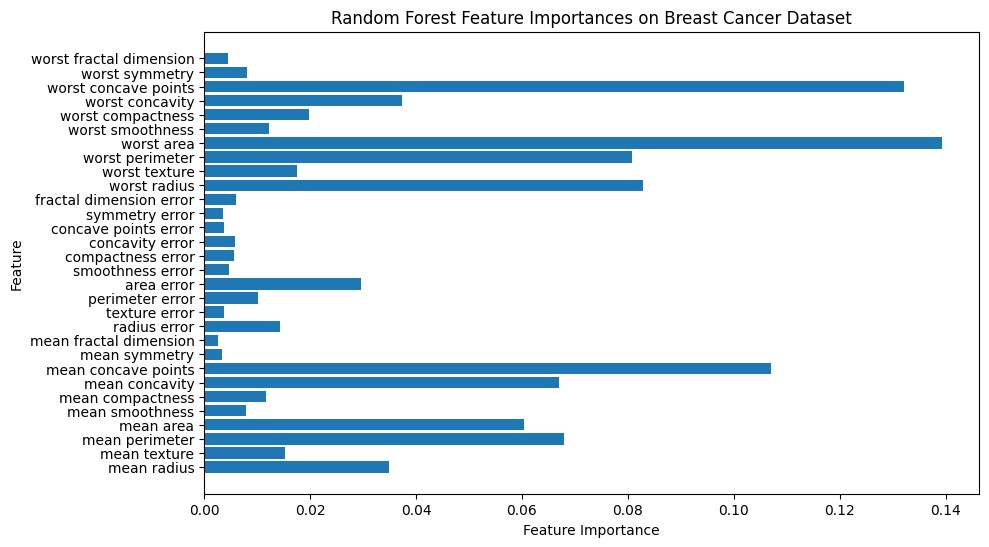 Random Forest Feature Importances on Breast Cancer Dataset
worst fractal dimension
worst symmetry
worst concave points
worst concavity
worst compactness
worst smoothness
worst area
worst perimeter
worst texture
worst radius
fractal dimension error
symmetry error
concave points error
concavity error
compactness error
smoothness error
area error
perimeter error
texture error
radius error
mean fractal dimension
mean symmetry
mean concave points
mean concavity
mean compactness
mean smoothness
mean area
mean perimeter
mean texture
mean radius
Feature
0.00 0.02 0.04 0.06 0.08 0.10 0.12 0.14
Feature Importance